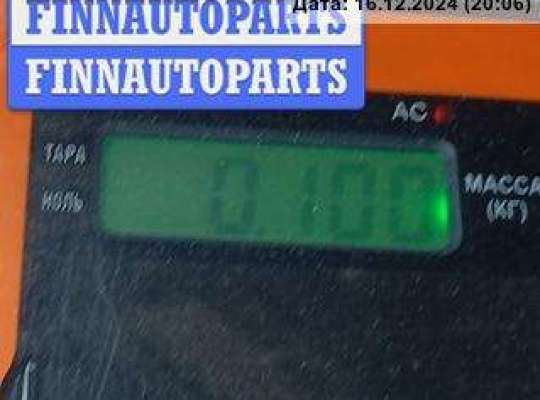 FINNAUTOPARTS
Дата: 16.12.2024 (20:06)
FINNAUTOPARTS
AC
ТАРА
0.100
МАССА
НОЛЬ
(КГ)